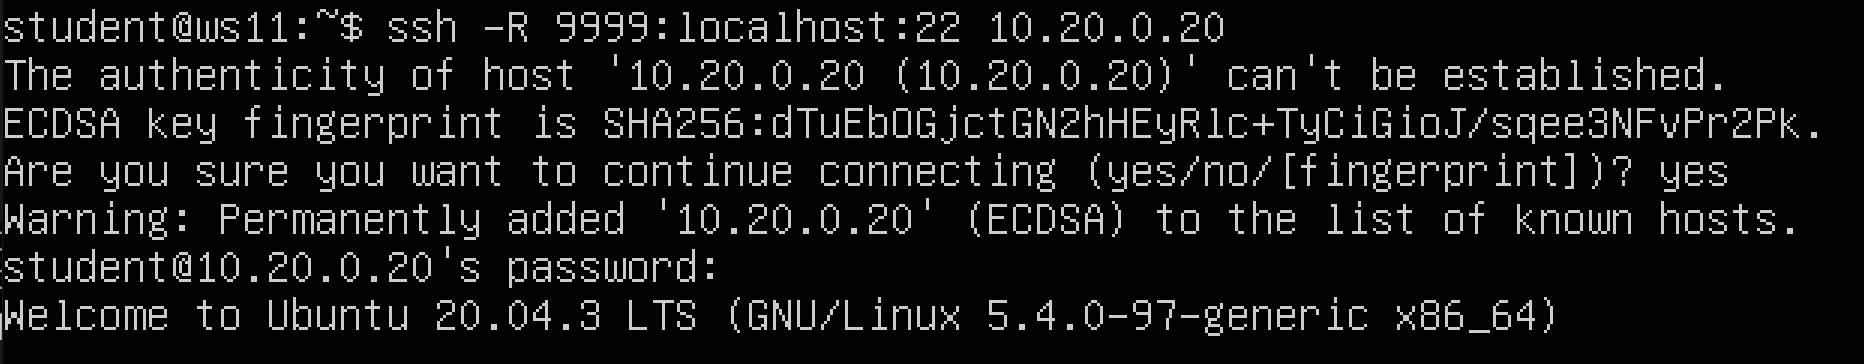 student@ws11:~$ ssh -R 9999:localhost:22 10.20.0.20
The authenticity of host '10.20.0.20 (10.20.0.20)' can't be established.
ECDSA key fingerprint is SHA256:dTuEbOGjctGN2hHEyRlc+TyCiGioJ/sqee3NFvPr2Pk.
Are you sure you want to continue connecting (yes/no/[fingerprint])? yes
Warning: Permanently added '10.20.0.20' (ECDSA) to the list of known hosts.
student@10.20.0.20's password:
Welcome to Ubuntu 20.04.3 LTS (GNU/Linux 5.4.0-97-generic x86_64)